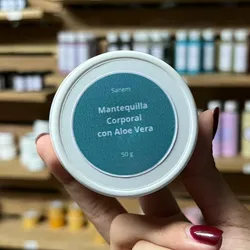 Sanem
Mantequilla
Corporal
con Aloe Vera
50 g